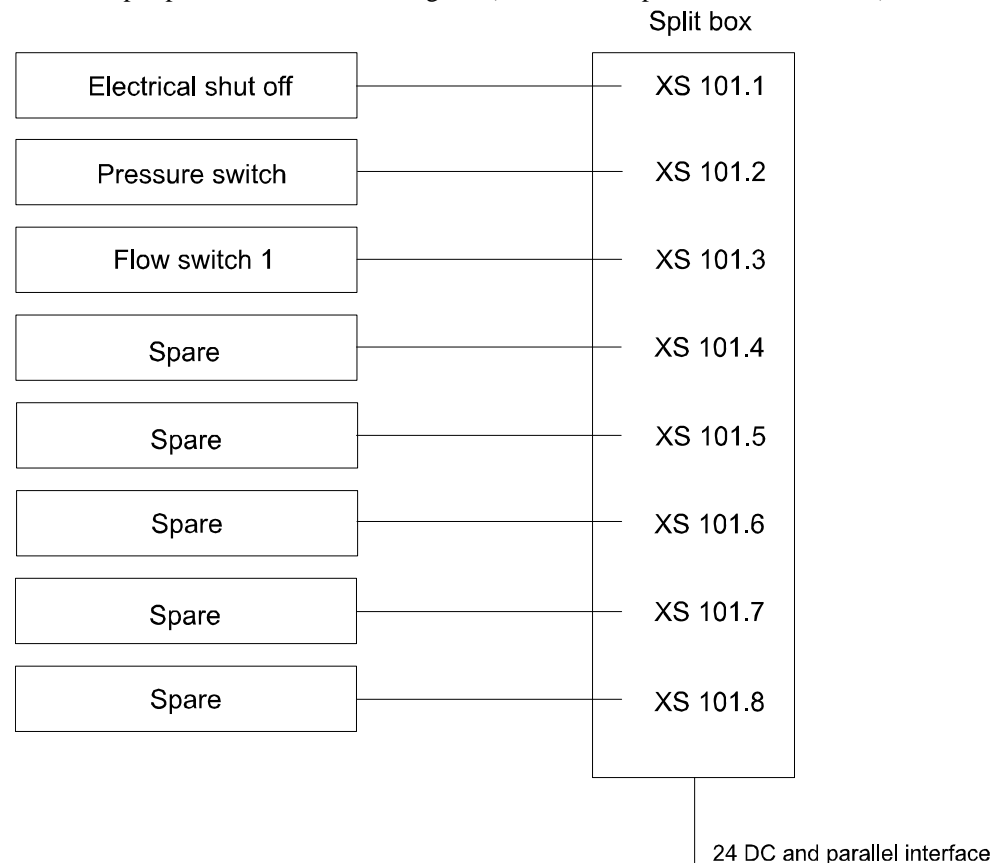 Split box
Electrical shut off
XS 101.1
Pressure switch
XS 101.2
Flow switch 1
XS 101.3
Spare
XS 101.4
Spare
XS 101.5
Spare
XS 101.6
Spare
XS 101.7
Spare
XS 101.8
24 DC and parallel interface